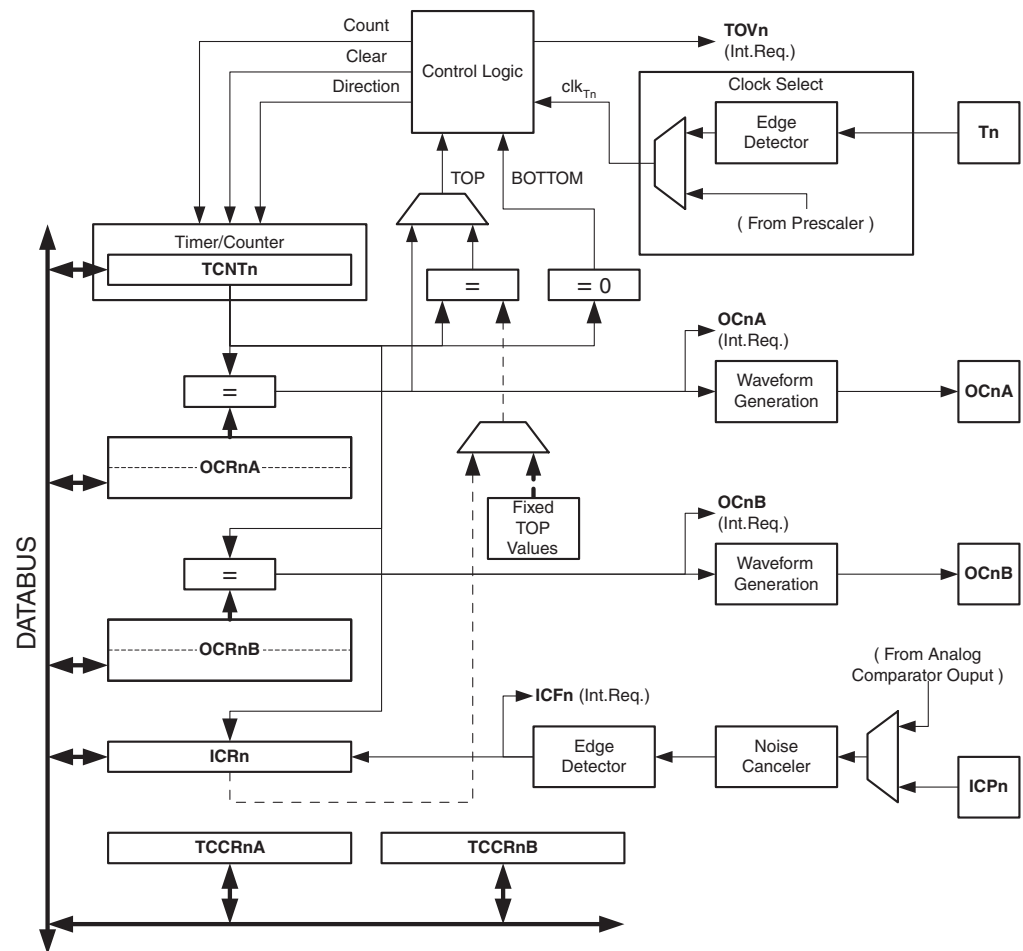 Count
Clear
Direction
Control Logic
TOVn
(Int.Req.)
clkTn
Clock Select
Edge
Detector
Tn
( From Prescaler )
TOP
BOTTOM
Timer/Counter
TCNTn
=
= 0
OCnA
(Int.Req.)
=
Waveform
Generation
OCnA
OCRnA
Fixed
TOP
Values
OCnB
(Int.Req.)
=
Waveform
Generation
OCnB
DATABUS
OCRnB
( From Analog
Comparator Ouput )
ICFn (Int.Req.)
ICRn
Edge
Detector
Noise
Canceler
ICPn
TCCRnA
TCCRnB